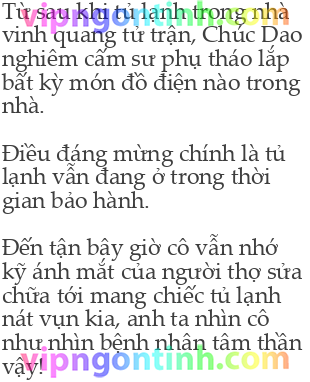 Từ sau khi tủ lạnh trong nhà
vinh quang tử trận, Chúc Dao
nghiêm cấm sư phụ tháo lắp
bất kỳ món đồ điện nào trong
nhà.
Điều đáng mừng chính là tủ
lạnh vẫn đang ở trong thời
gian bảo hành.
Đến tận bây giờ cô vẫn nhớ
kỹ ánh mắt của người thợ sửa
chữa tới mang chiếc tủ lạnh
nát vụn kia, anh ta nhìn cô
như nhìn bệnh nhân tâm thần
vậy!
vipngontinh.com
vipngontinh.com